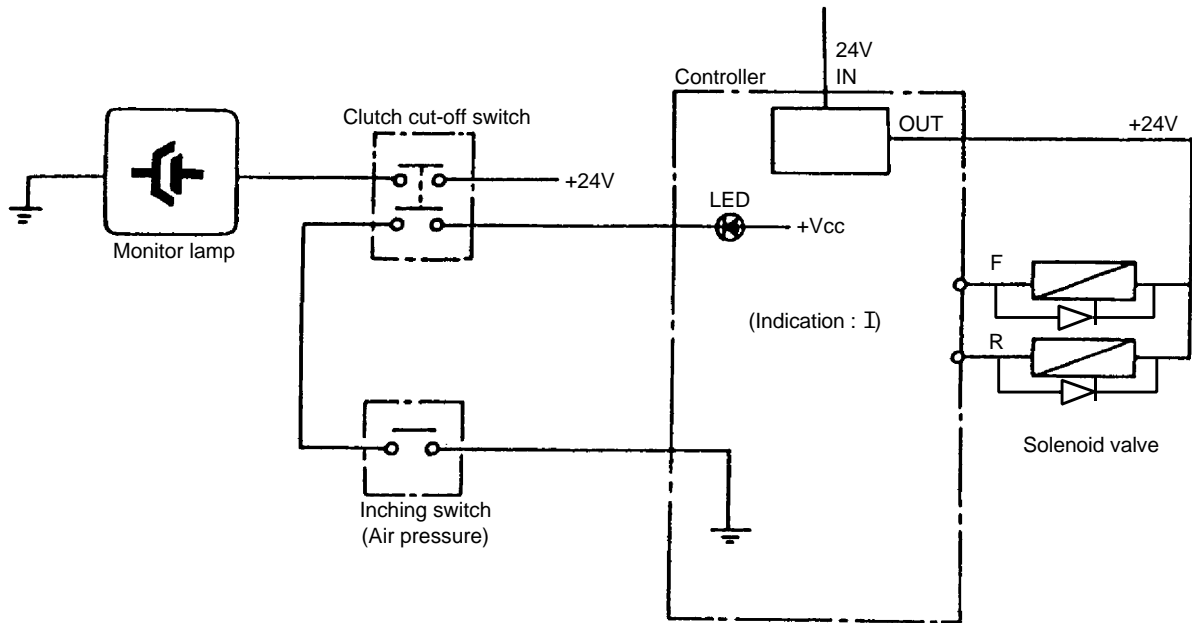 24V
IN
Controller
Clutch cut-off switch
OUT
+24V
+24V
LED
+Vcc
Monitor lamp
F
(Indication : I)
R
Solenoid valve
Inching switch
(Air pressure)